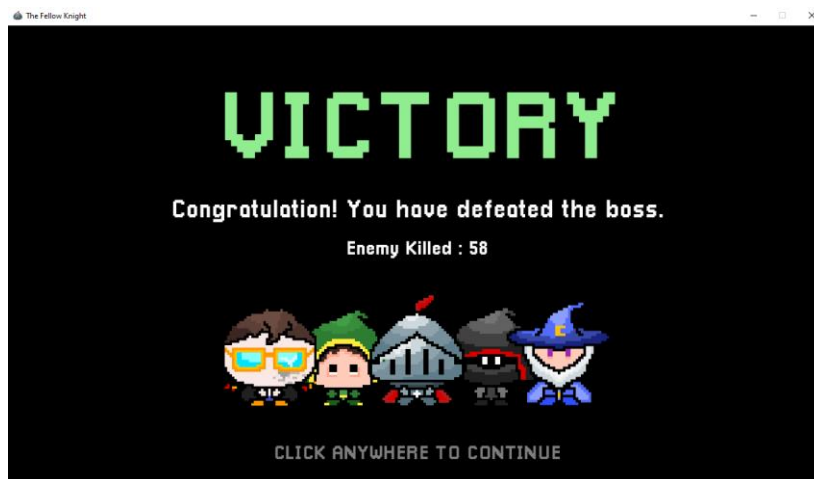 The Fellow Knight
VICTORY
Congratulation! You have defeated the boss.
Enemy Killed : 58
CLICK ANYWHERE TO CONTINUE